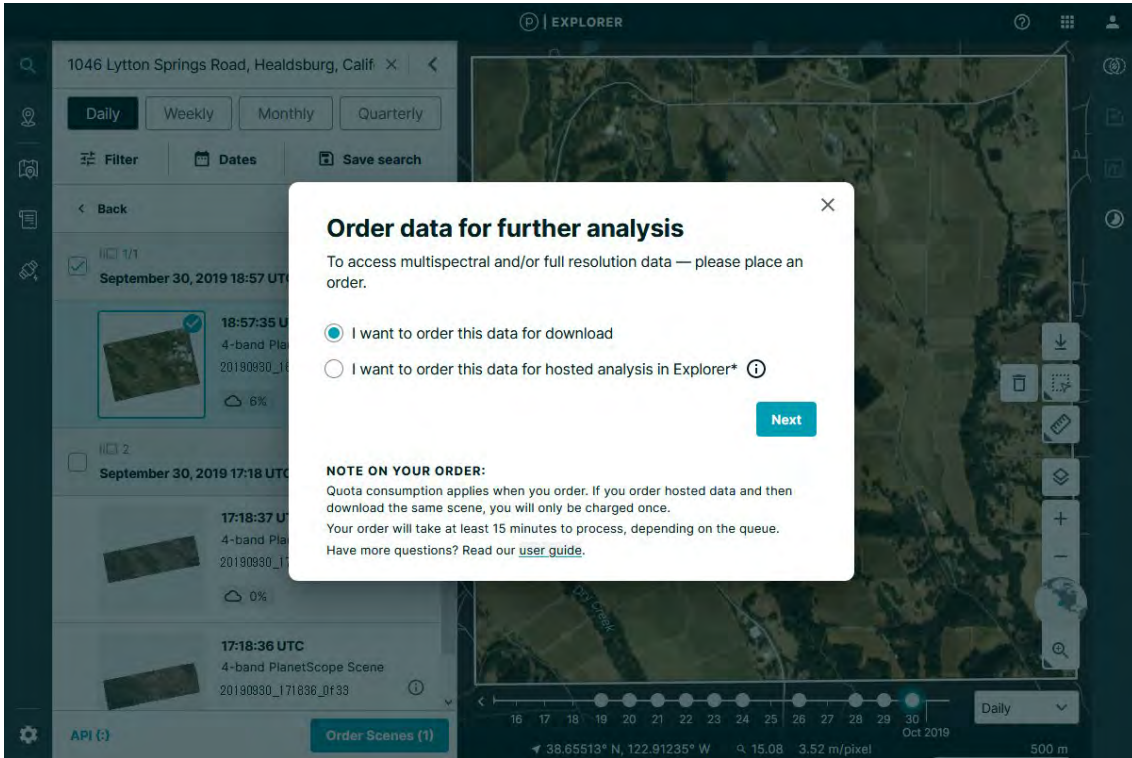 EXPLORER
1046 Lytton Springs Road, Healdsburg, Calif
Daily Weekly Monthly Quarterly
Filter Dates Save search
Back
1/1
September 30, 2019 18:57 UTC
18:57:35 U
4-band Pla
20190930_18
6%
2
September 30, 2019 17:18 UTC
17:18:37 U
4-band Pla
20190930_17
0%
17:18:36 UTC
4-band PlanetScope Scene
20190930_171836_0f33
API
Order Scenes (1)
Order data for further analysis
To access multispectral and/or full resolution data — please place an
order.
I want to order this data for download
I want to order this data for hosted analysis in Explorer*
Next
NOTE ON YOUR ORDER:
Quota consumption applies when you order. If you order hosted data and then
download the same scene, you will only be charged once.
Your order will take at least 15 minutes to process, depending on the queue.
Have more questions? Read our user guide.
Dry Creek
16 17 18 19 20 21 22 23 24 25 26 27 28 29 30
Oct 2019
Daily
38.65513° N, 122.91235° W 15.08 3.52 m/pixel 500 m